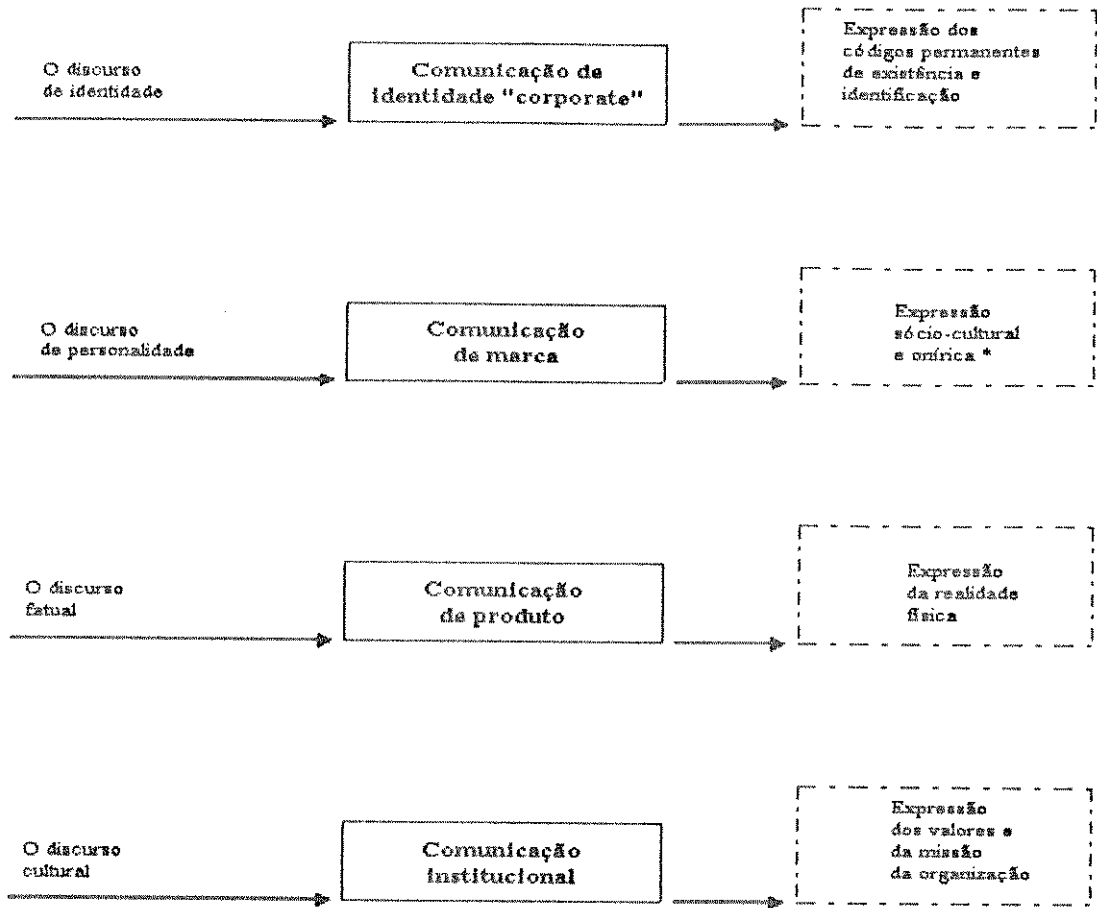 O discurso
de identidade
Comunicação de
identidade "corporate"
Expressão dos
códigos permanentes
de existência e
identificação
O discurso
de personalidade
Comunicação
de marca
Expressão
sócio-cultural
e onírica *
O discurso
fatual
Comunicação
de produto
Expressão
da realidade
física
O discurso
cultural
Comunicação
institucional
Expressão
dos valores e
da missão
da organização